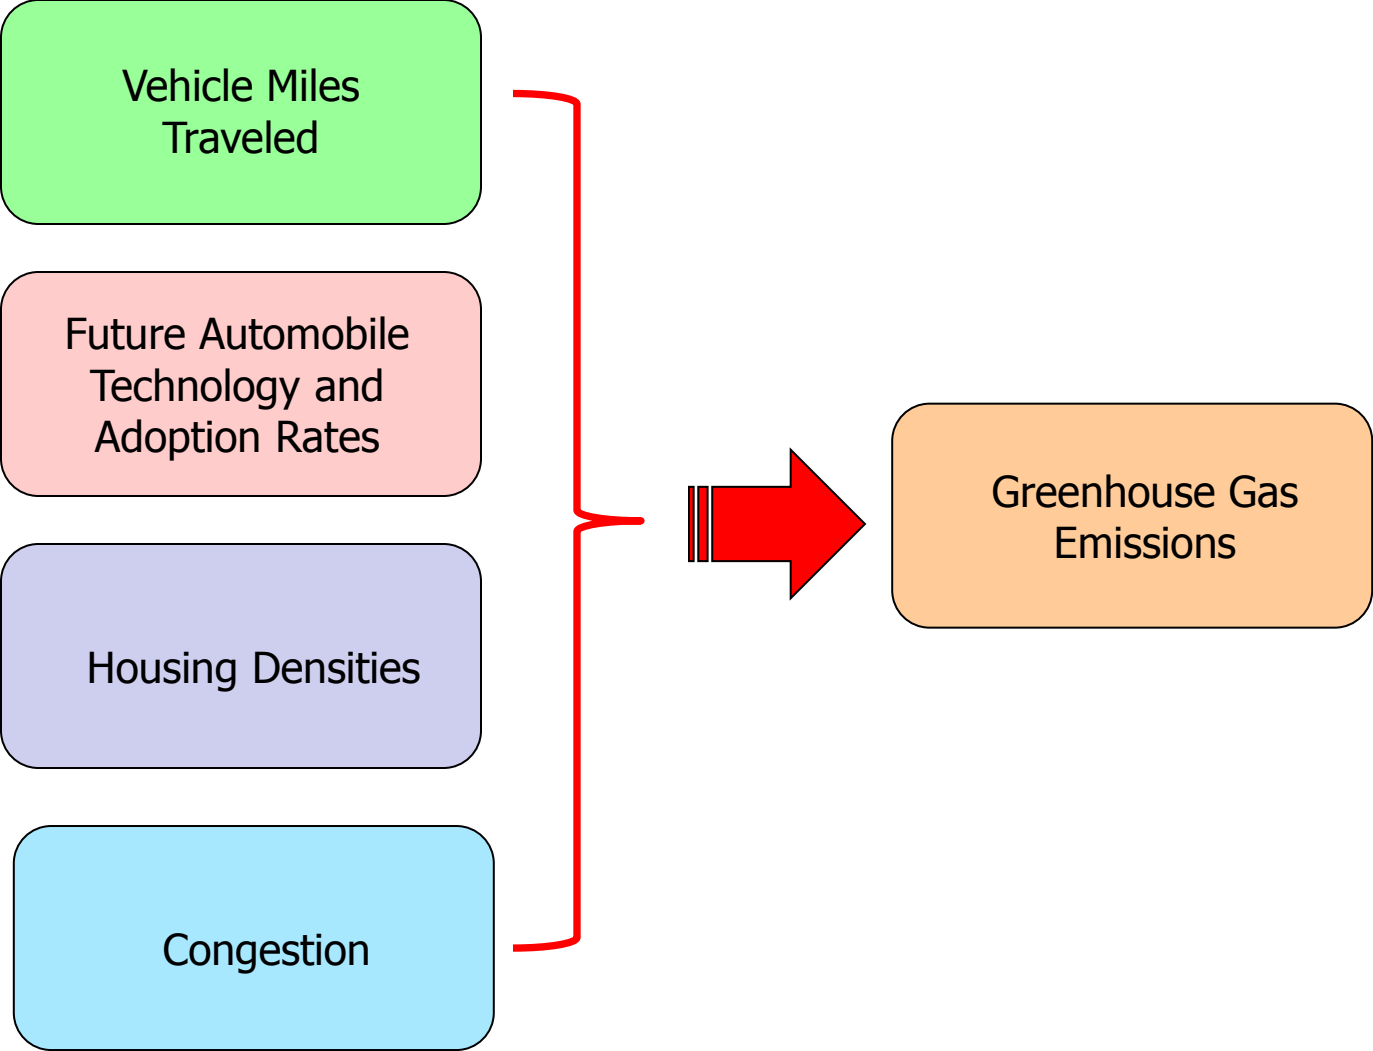 Vehicle Miles
Traveled
Future Automobile
Technology and
Adoption Rates
Housing Densities
Congestion
Greenhouse Gas
Emissions